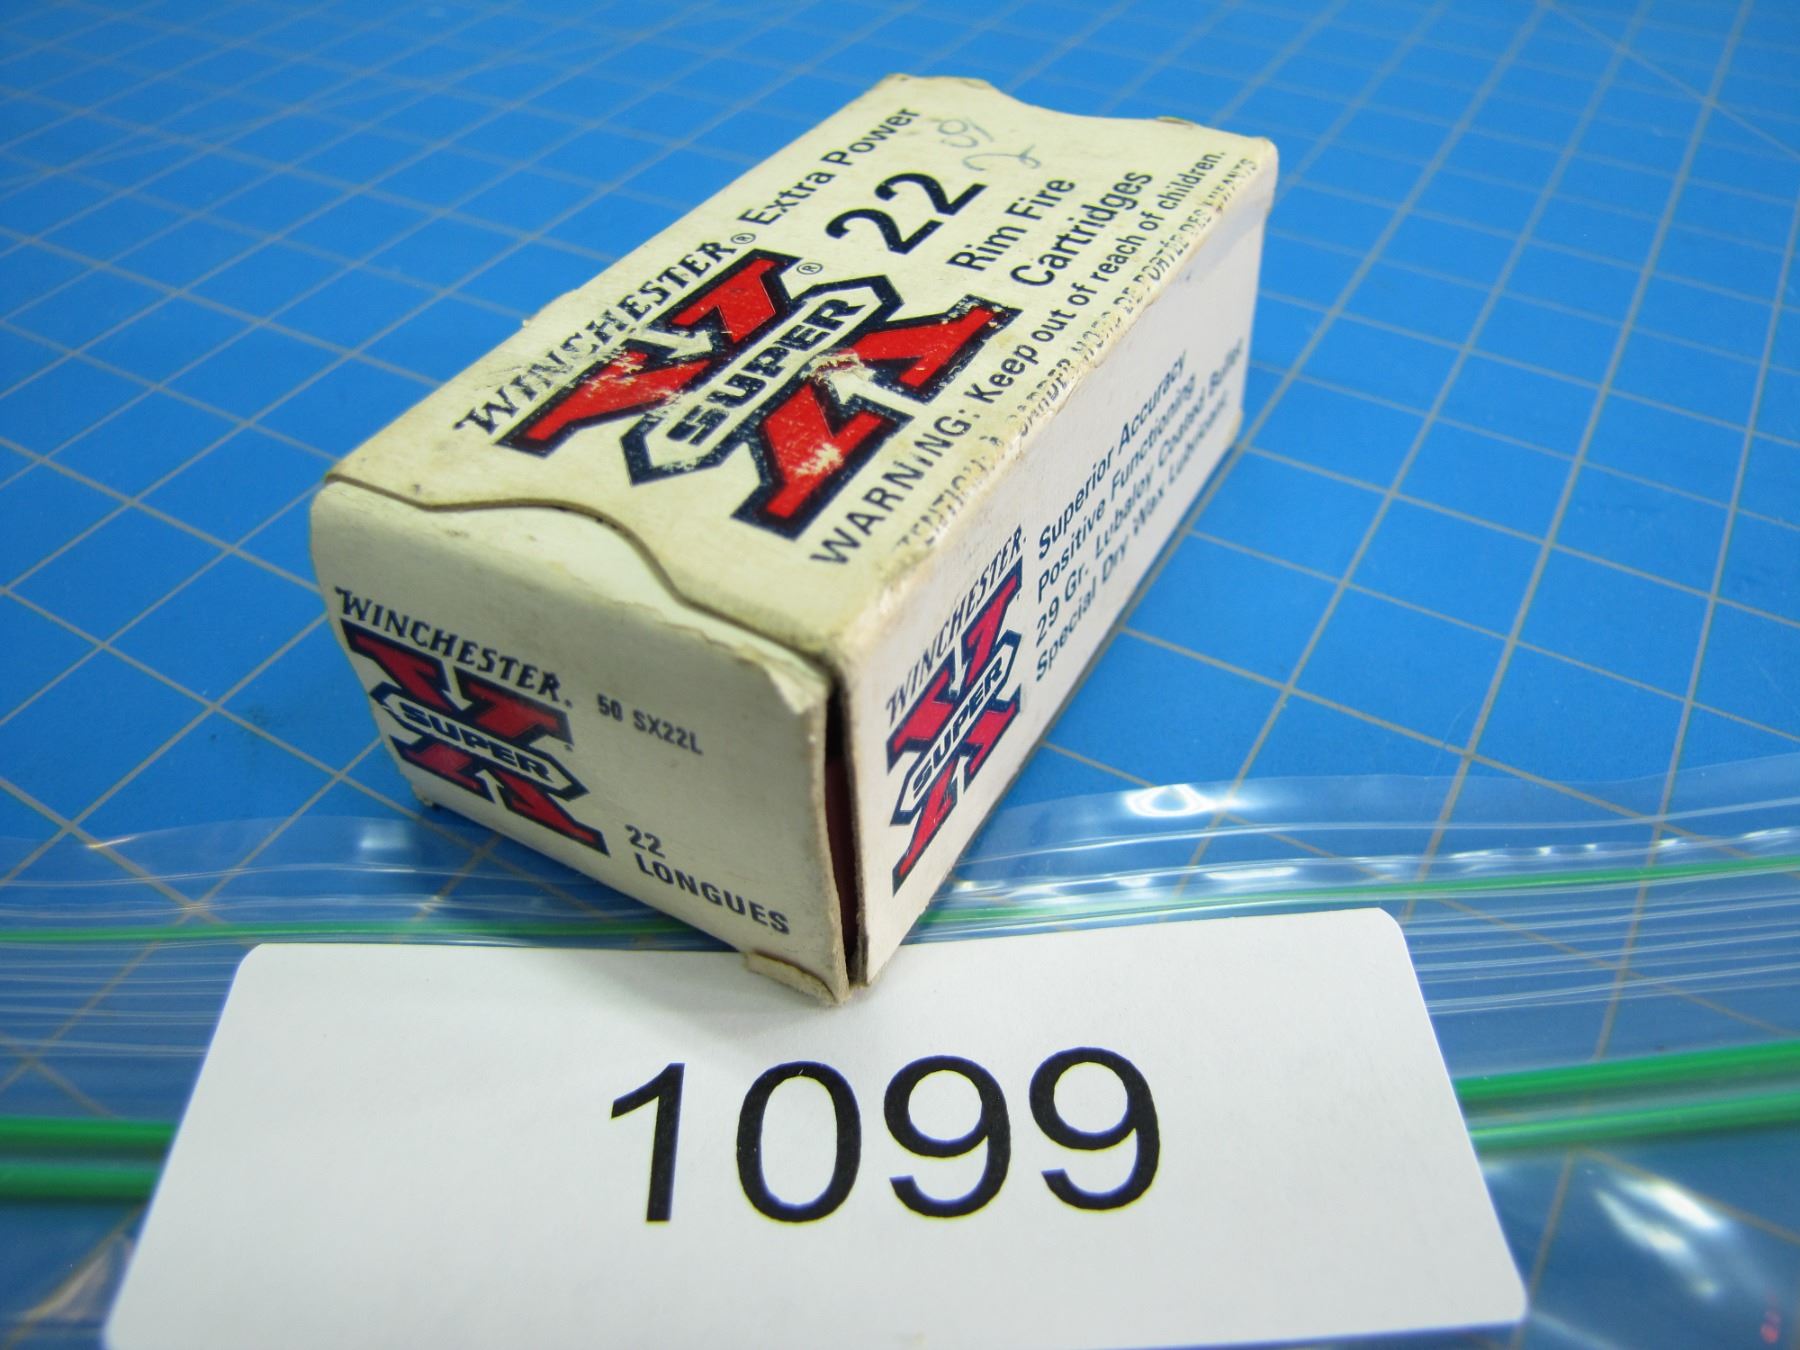 WINCHESTER® Extra Power
SUPER ®
X
22
Rim Fire
Cartridges
WARNING: Keep out of reach of children.
WINCHESTER.
SUPER
X
50 SX22L
22
LONGUES
WINCHESTER.
SUPER
X
Superior Accuracy
Positive Functioning
29 Gr. Lubaloy Coated Bullet
Special Dry Wax Lubricant
1099